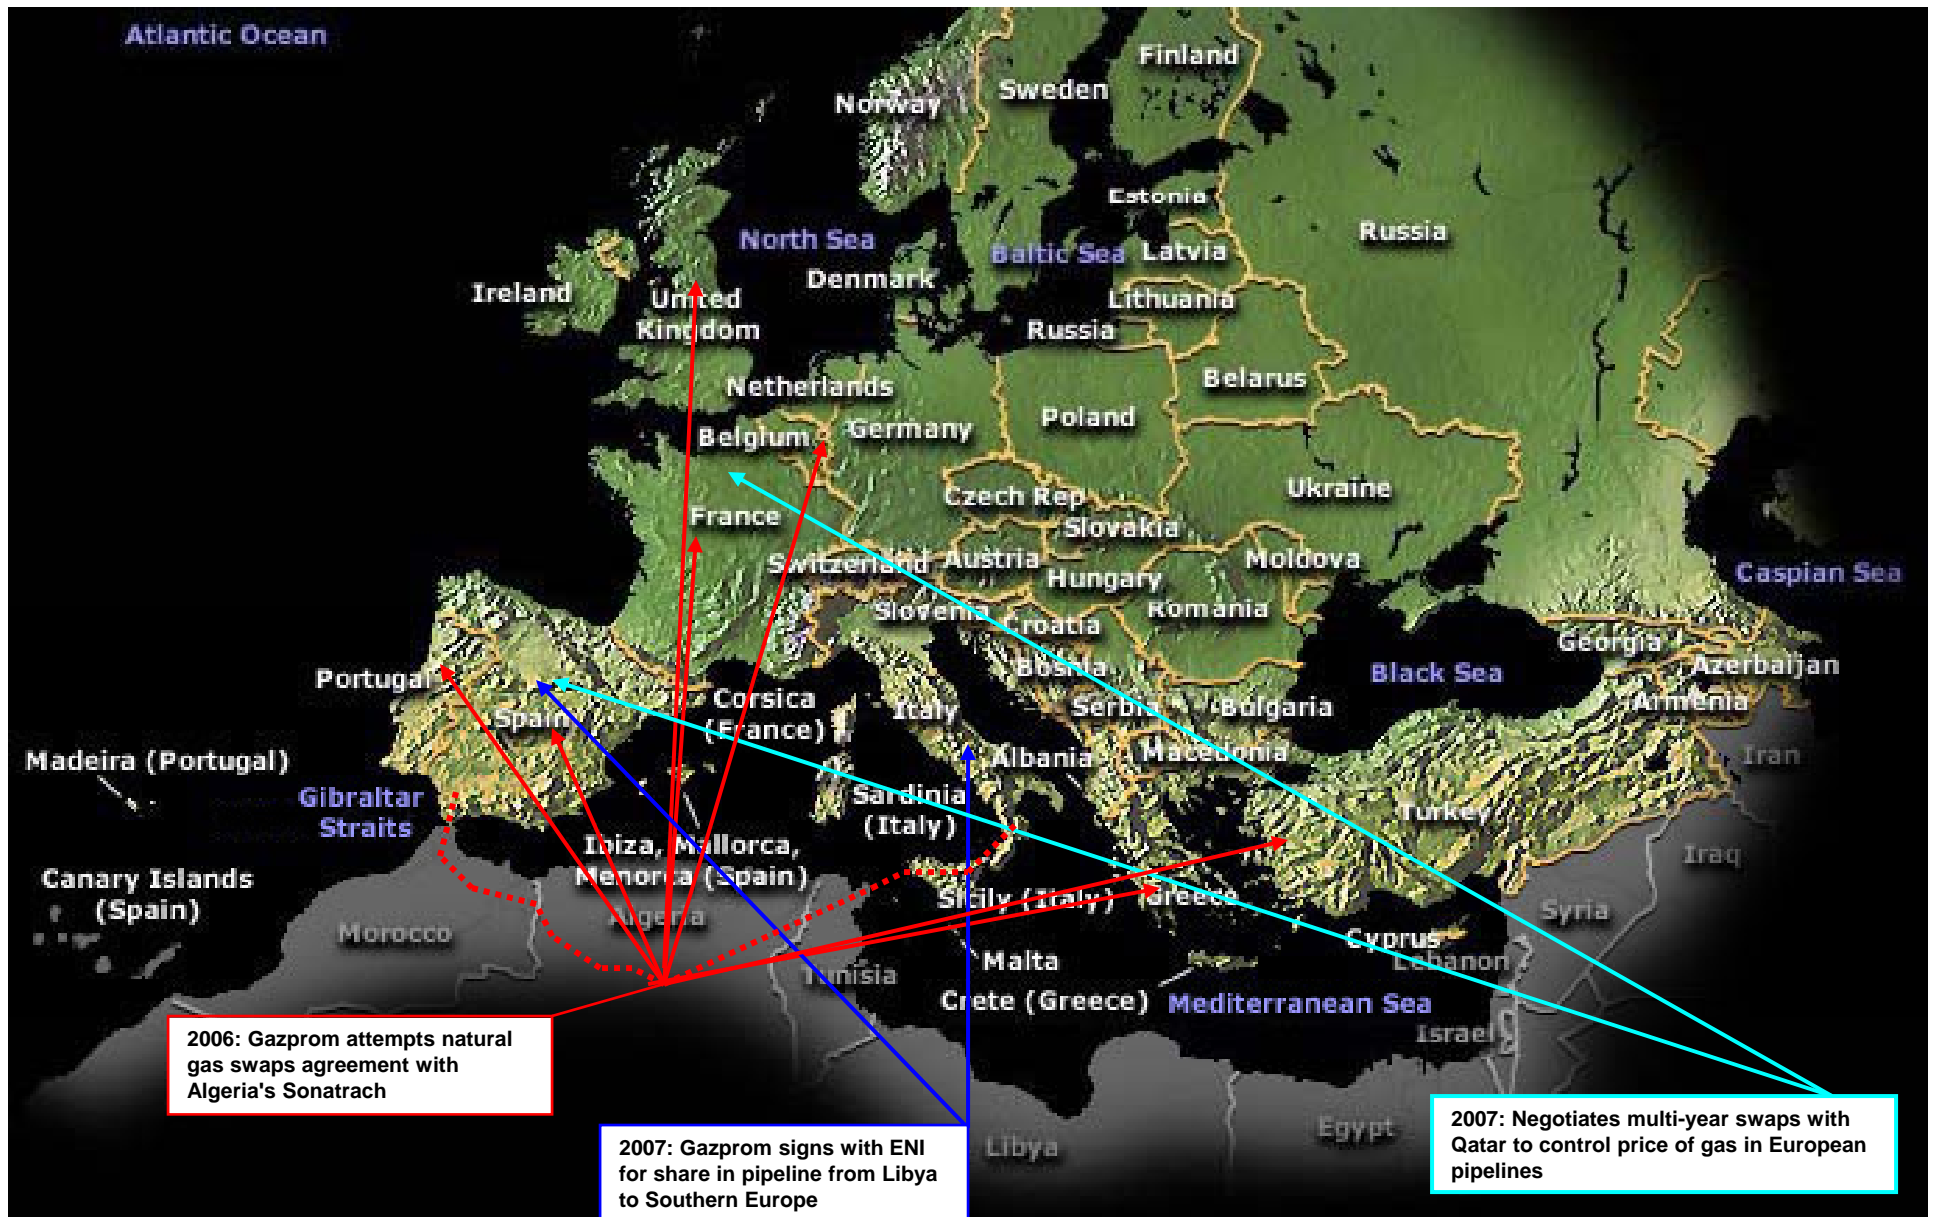 Atlantic Ocean
Finland
Sweden
Norway
Estonia
North Sea
Baltic Sea
Latvia
Russia
Denmark
Ireland
United
Kingdom
Lithuania
Russia
Netherlands
Belarus
Belgium
Germany
Poland
Czech Rep
Ukraine
France
Slovakia
Switzerland
Austria
Moldova
Hungary
Caspian Sea
Slovenia
Croatia
Romania
Georgia
Bosnia
Black Sea
Azerbaijan
Portugal
Corsica
(France)
Spain
Italy
Serbia
Bulgaria
Armenia
Madeira (Portugal)
Albania
Macedonia
Iran
Gibraltar
Straits
Sardinia
(Italy)
Turkey
Ibiza, Mallorca,
Menorca (Spain)
Iraq
Canary Islands
(Spain)
Sicily (Italy)
Greece
Algeria
Syria
Morocco
Cyprus
Lebanon
Malta
Tunisia
Crete (Greece)
Mediterranean Sea
Israel
2006: Gazprom attempts natural
gas swaps agreement with
Algeria's Sonatrach
2007: Gazprom signs with ENI
for share in pipeline from Libya
to Southern Europe
Libya
Egypt
2007: Negotiates multi-year swaps with
Qatar to control price of gas in European
pipelines